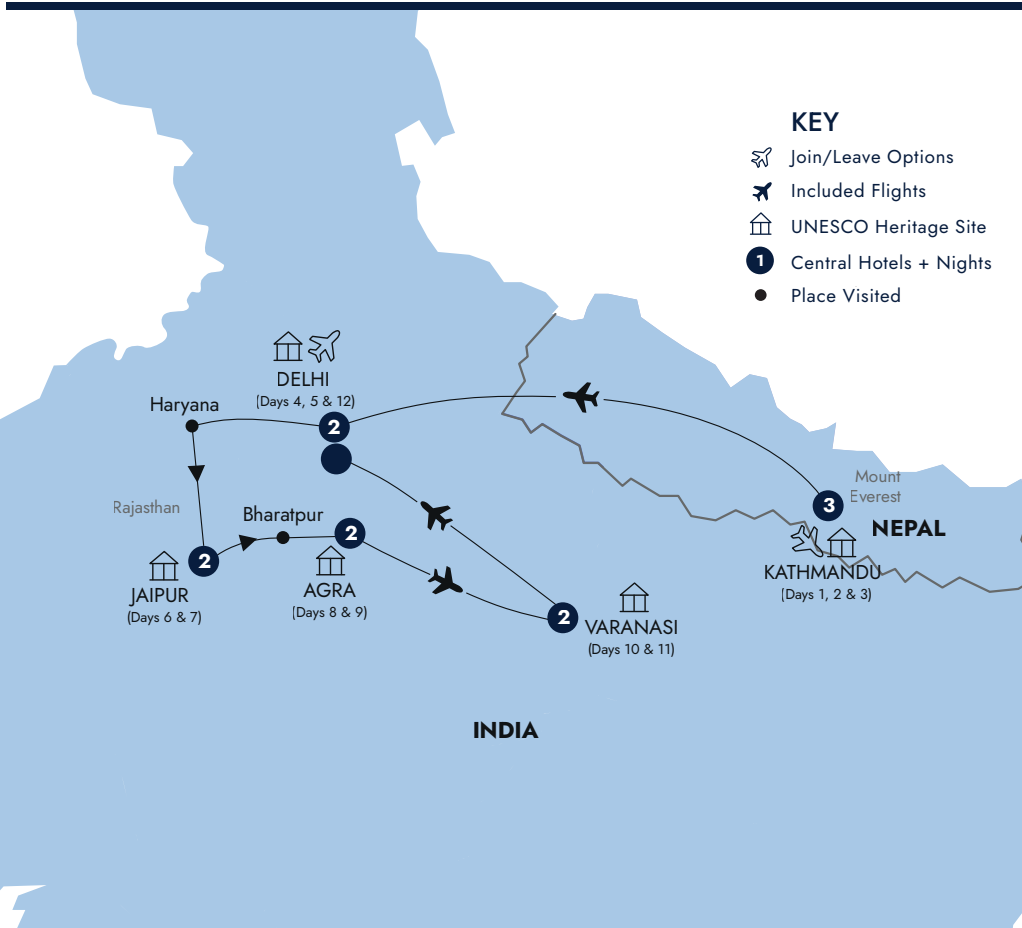 KEY
Join/Leave Options
Included Flights
UNESCO Heritage Site
1 Central Hotels + Nights
Place Visited
DELHI
(Days 4, 5 & 12)
Haryana
2
Mount
Everest
Rajasthan
3
Bharatpur
NEPAL
2
2
JAIPUR
(Days 6 & 7)
AGRA
(Days 8 & 9)
KATHMANDU
(Days 1, 2 & 3)
2
VARANASI
(Days 10 & 11)
INDIA